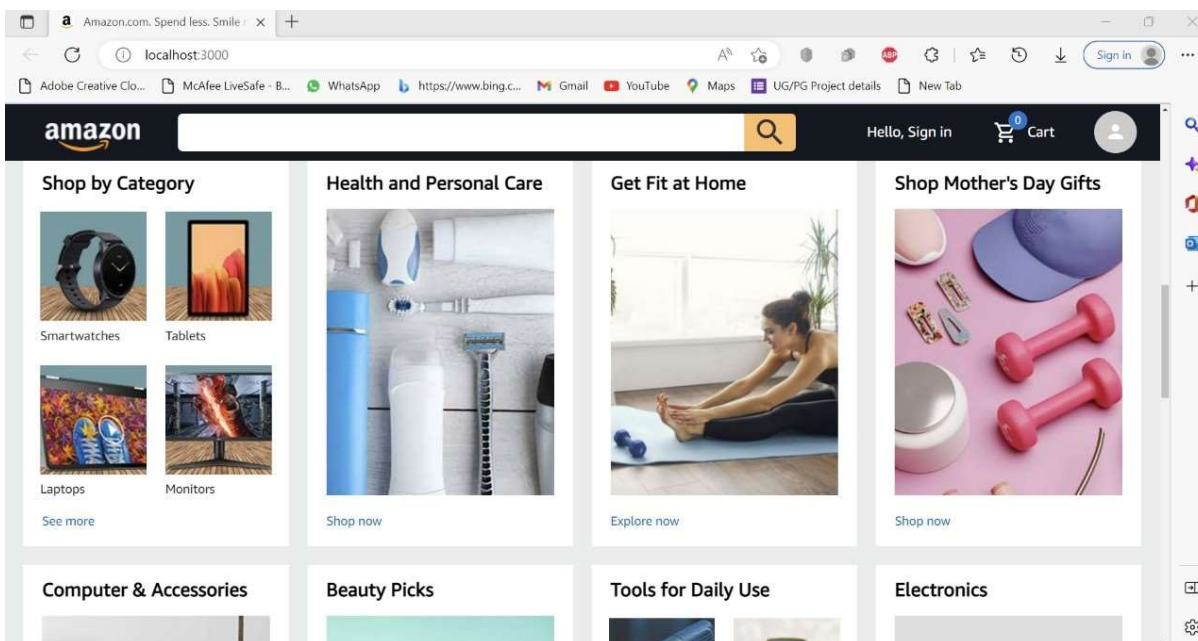 a Amazon.com. Spend less. Smile
localhost:3000
A
ABP
Sign in
Adobe Creative Clo... McAfee LiveSafe - B... WhatsApp https://www.bing.c... Gmail YouTube Maps UG/PG Project details New Tab
amazon
Hello, Sign in
0
Cart
Shop by Category
Smartwatches Tablets
Laptops Monitors
See more
Health and Personal Care
Shop now
Get Fit at Home
Explore now
Shop Mother's Day Gifts
Shop now
Computer & Accessories
Beauty Picks
Tools for Daily Use
Electronics